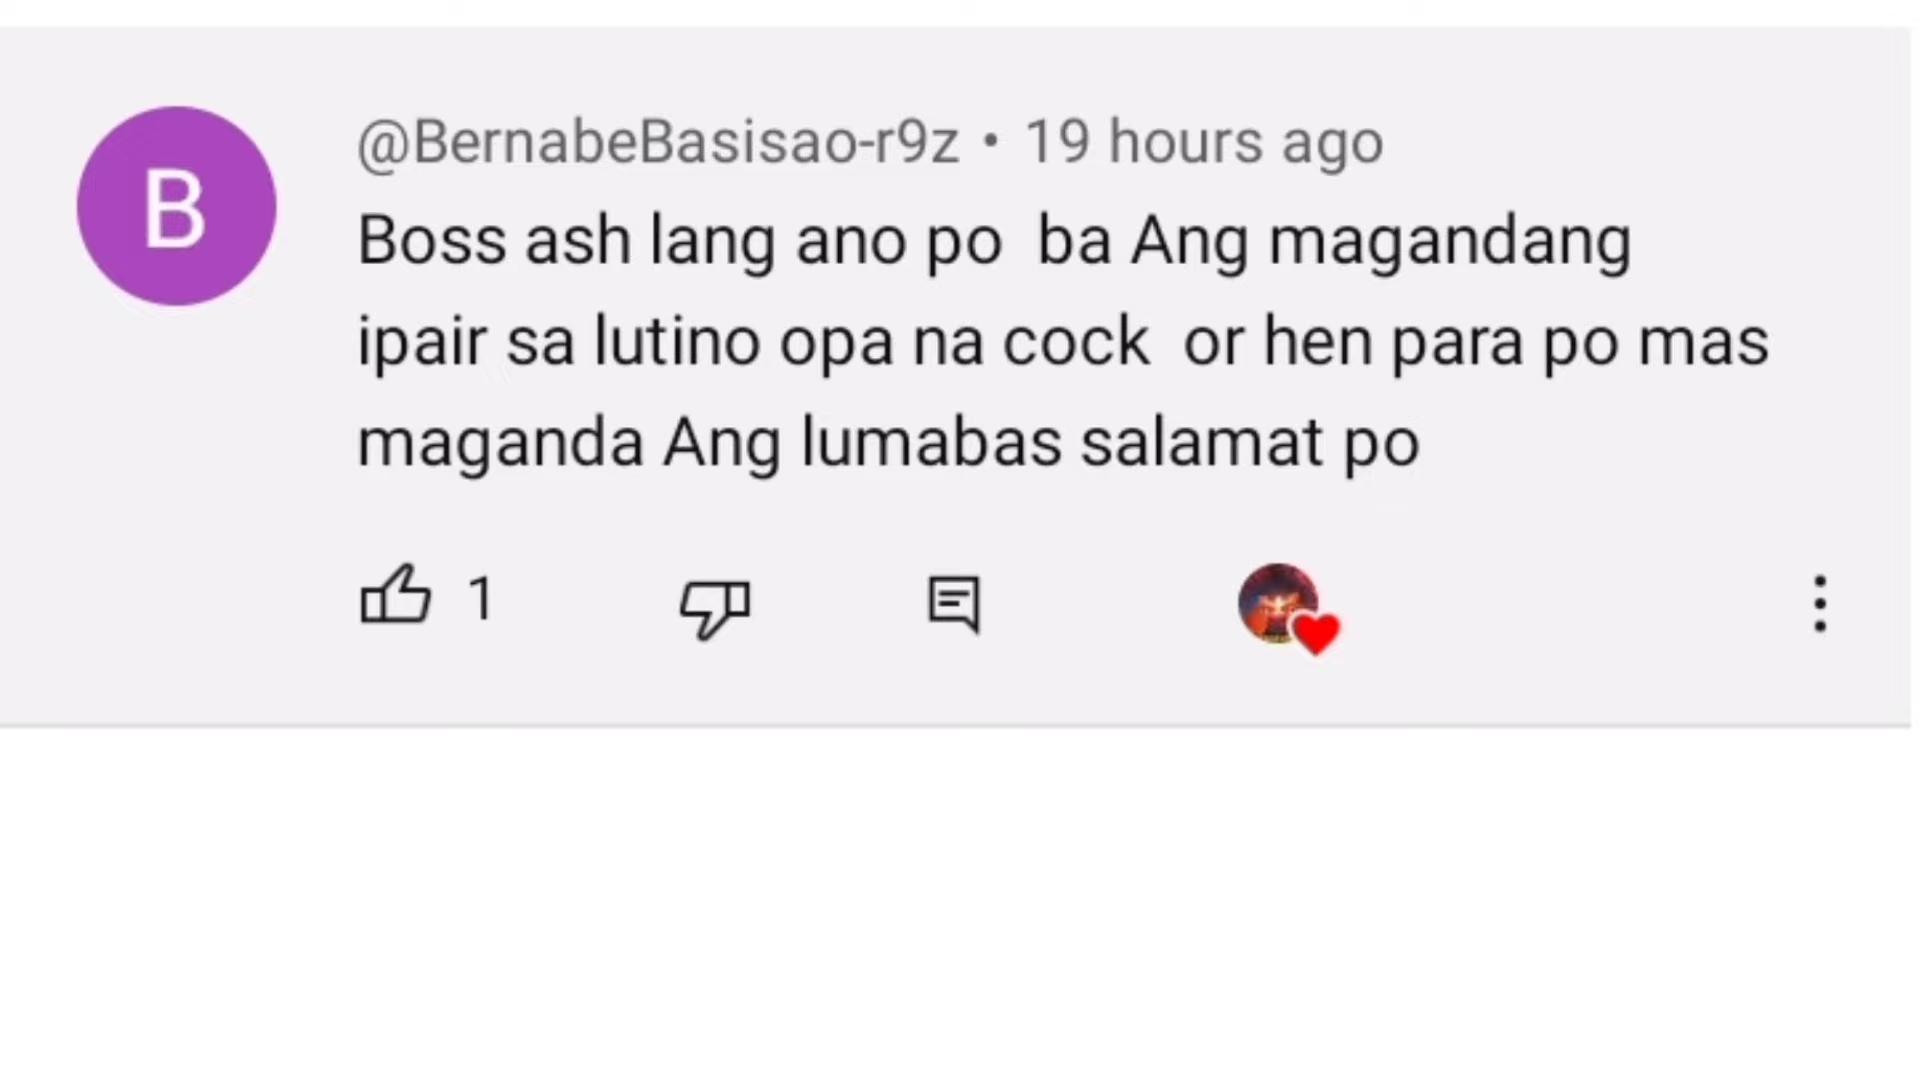 B
@BernabeBasisao-r9z • 19 hours ago
Boss ash lang ano po ba Ang magandang
ipair sa lutino opa na cock or hen para po mas
maganda Ang lumabas salamat po
1